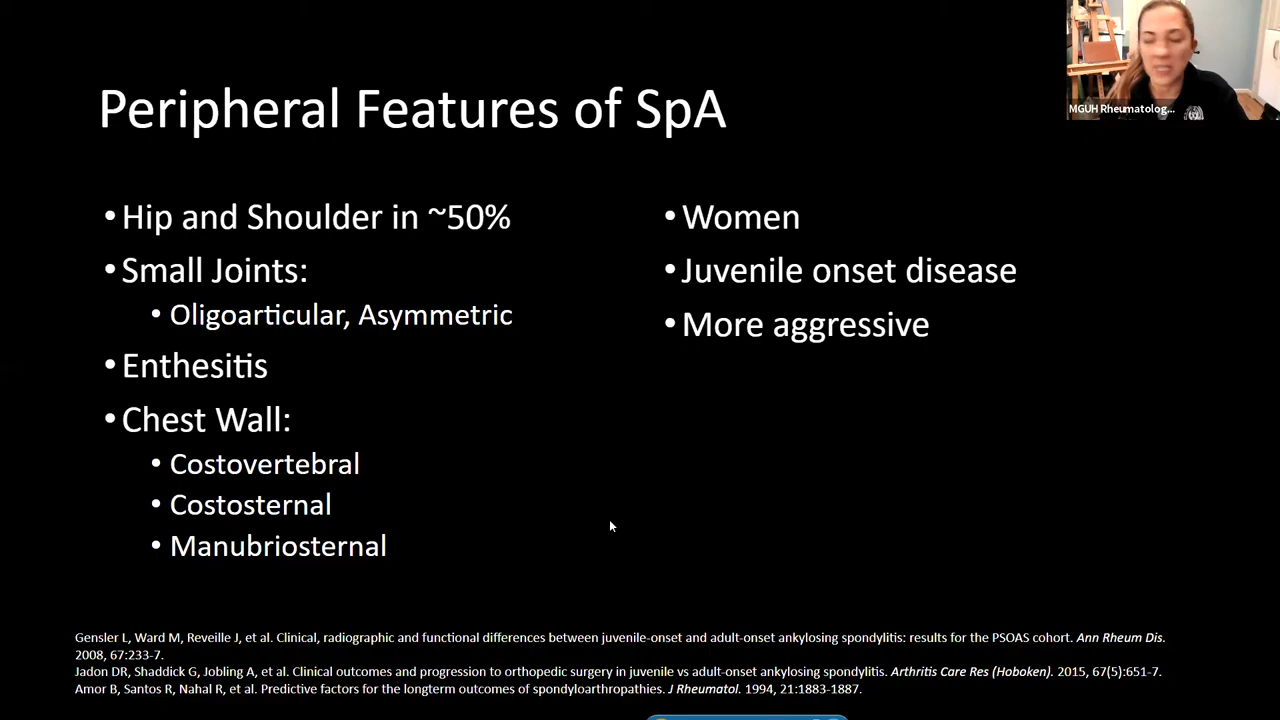 Peripheral Features of SpA
MGUH Rheumatolog...
•Hip and Shoulder in ~50%
•Small Joints:
• Oligoarticular, Asymmetric
•Enthesitis
•Chest Wall:
• Costovertebral
• Costosternal
• Manubriosternal
•Women
•Juvenile onset disease
•More aggressive
Gensler L, Ward M, Reveille J, et al. Clinical, radiographic and functional differences between juvenile-onset and adult-onset ankylosing spondylitis: results for the PSOAS cohort. Ann Rheum Dis.
2008, 67:233-7.
Jadon DR, Shaddick G, Jobling A, et al. Clinical outcomes and progression to orthopedic surgery in juvenile vs adult-onset ankylosing spondylitis. Arthritis Care Res (Hoboken). 2015, 67(5):651-7.
Amor B, Santos R, Nahal R, et al. Predictive factors for the longterm outcomes of spondyloarthropathies. J Rheumatol. 1994, 21:1883-1887.